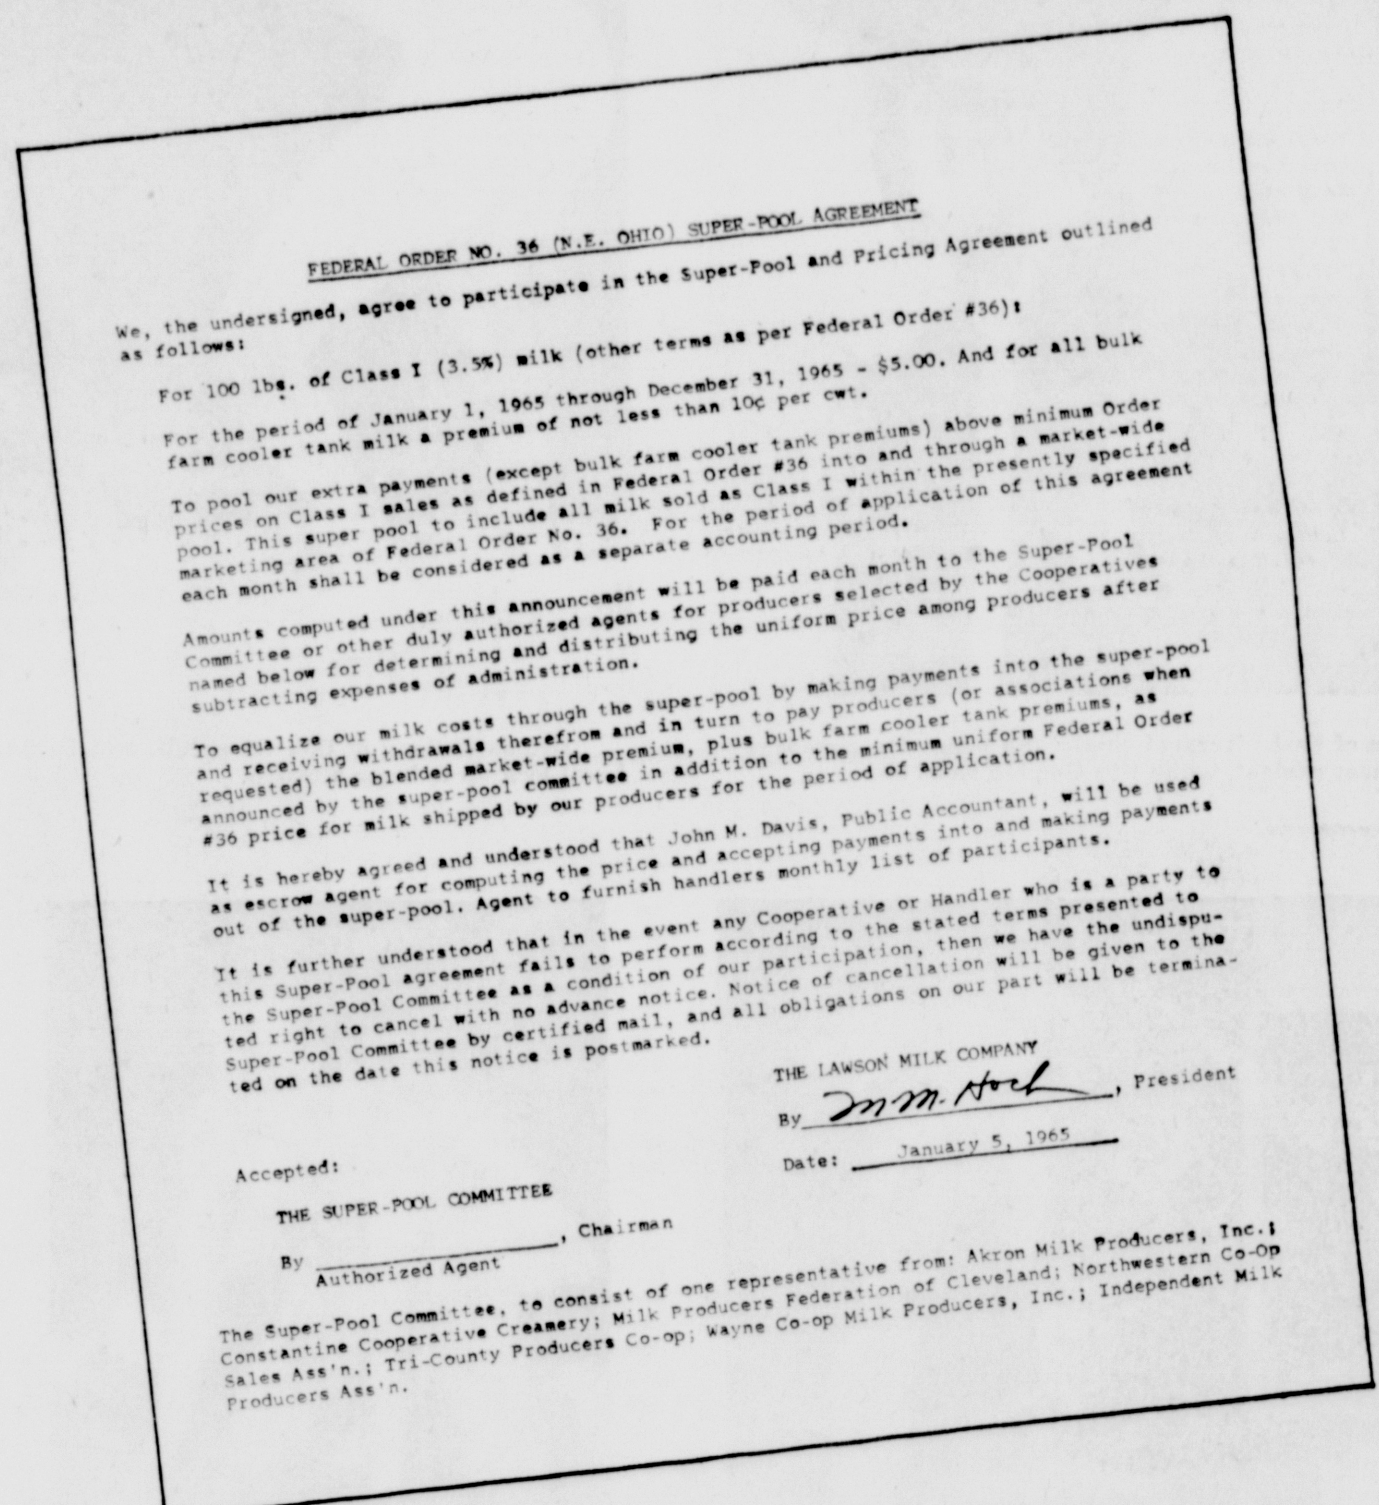 FEDERAL ORDER NO. 36 (N.E. OHIO) SUPER-POOL AGREEMENT
We, the undersigned, agree to participate in the Super-Pool and Pricing Agreement outlined
as follows:
For 100 lbs. of Class I (3.5%) milk (other terms as per Federal Order #36):
For the period of January 1, 1965 through December 31, 1965 - $5.00. And for all bulk
farm cooler tank milk a premium of not less than 10¢ per cwt.
To pool our extra payments (except bulk farm cooler tank premiums) above minimum Order
prices on Class I sales as defined in Federal Order #36 into and through a market-wide
pool. This super pool to include all milk sold as Class I within the presently specified
marketing area of Federal Order No. 36. For the period of application of this agreement
each month shall be considered as a separate accounting period.
Amounts computed under this announcement will be paid each month to the Super-Pool
Committee or other duly authorized agents for producers selected by the Cooperatives
named below for determining and distributing the uniform price among producers after
subtracting expenses of administration.
To equalize our milk costs through the super-pool by making payments into the super-pool
and receiving withdrawals therefrom and in turn to pay producers (or associations when
requested) the blended market-wide premium, plus bulk farm cooler tank premiums, as
announced by the super-pool committee in addition to the minimum uniform Federal Order
#36 price for milk shipped by our producers for the period of application.
It is hereby agreed and understood that John M. Davis, Public Accountant, will be used
as escrow agent for computing the price and accepting payments into and making payments
out of the super-pool. Agent to furnish handlers monthly list of participants.
It is further understood that in the event any Cooperative or Handler who is a party to
this Super-Pool agreement fails to perform according to the stated terms presented to
the Super-Pool Committee as a condition of our participation, then we have the undispu-
ted right to cancel with no advance notice. Notice of cancellation will be given to the
Super-Pool Committee by certified mail, and all obligations on our part will be termina-
ted on the date this notice is postmarked.
THE LAWSON MILK COMPANY
By M. M. Hoch, President
Date: January 5, 1965
Accepted:
THE SUPER-POOL COMMITTEE
By , Chairman
Authorized Agent
The Super-Pool Committee, to consist of one representative from: Akron Milk Producers, Inc.;
Constantine Cooperative Creamery; Milk Producers Federation of Cleveland; Northwestern Co-Op
Sales Ass'n.; Tri-County Producers Co-op; Wayne Co-op Milk Producers, Inc.; Independent Milk
Producers Ass'n.